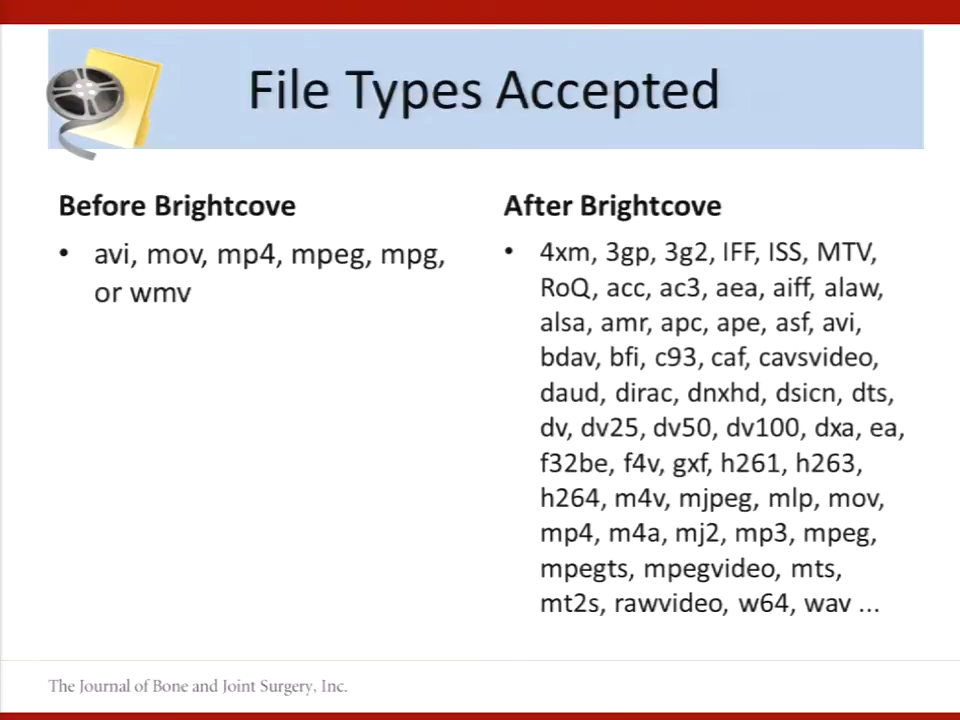 File Types Accepted
Before Brightcove
• avi, mov, mp4, mpeg, mpg,
or wmv
After Brightcove
• 4xm, 3gp, 3g2, IFF, ISS, MTV,
RoQ, acc, ac3, aea, aiff, alaw,
alsa, amr, apc, ape, asf, avi,
bdav, bfi, c93, caf, cavsvideo,
daud, dirac, dnxhd, dsicn, dts,
dv, dv25, dv50, dv100, dxa, ea,
f32be, f4v, gxf, h261, h263,
h264, m4v, mjpeg, mlp, mov,
mp4, m4a, mj2, mp3, mpeg,
mpegts, mpegvideo, mts,
mt2s, rawvideo, w64, wav ...
The Journal of Bone and Joint Surgery, Inc.